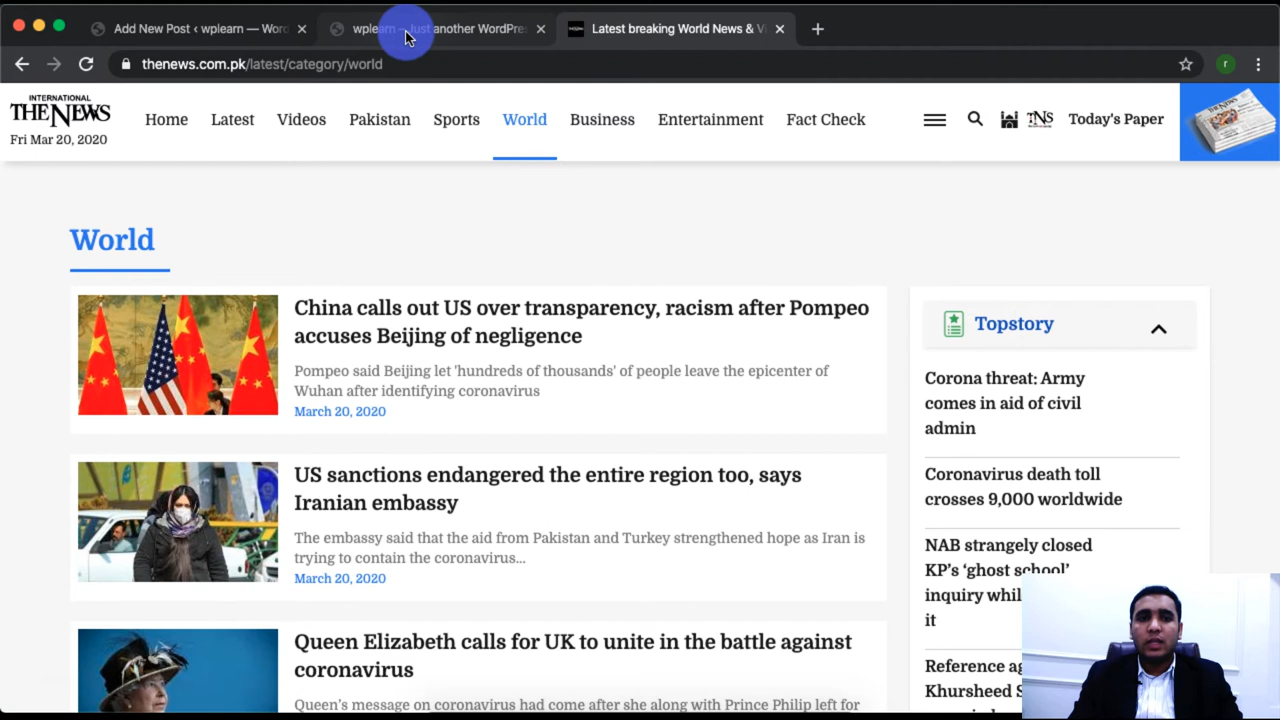 Add New Post ‹ wplearn — Word
wplearn – Just another WordPres
Latest breaking World News & Vi
thenews.com.pk/latest/category/world
r
INTERNATIONAL
THE NEWS
Fri Mar 20, 2020
Home
Latest
Videos
Pakistan
Sports
World
Business
Entertainment
Fact Check
TNS
Today's Paper
World
China calls out US over transparency, racism after Pompeo
accuses Beijing of negligence
Pompeo said Beijing let 'hundreds of thousands' of people leave the epicenter of
Wuhan after identifying coronavirus
March 20, 2020
US sanctions endangered the entire region too, says
Iranian embassy
The embassy said that the aid from Pakistan and Turkey strengthened hope as Iran is
trying to contain the coronavirus...
March 20, 2020
Queen Elizabeth calls for UK to unite in the battle against
coronavirus
Queen's message on coronavirus had come after she along with Prince Philip left for
Topstory
Corona threat: Army
comes in aid of civil
admin
Coronavirus death toll
crosses 9,000 worldwide
NAB strangely closed
KP's ‘ghost school’
inquiry whil
it
Reference ag
Khursheed S